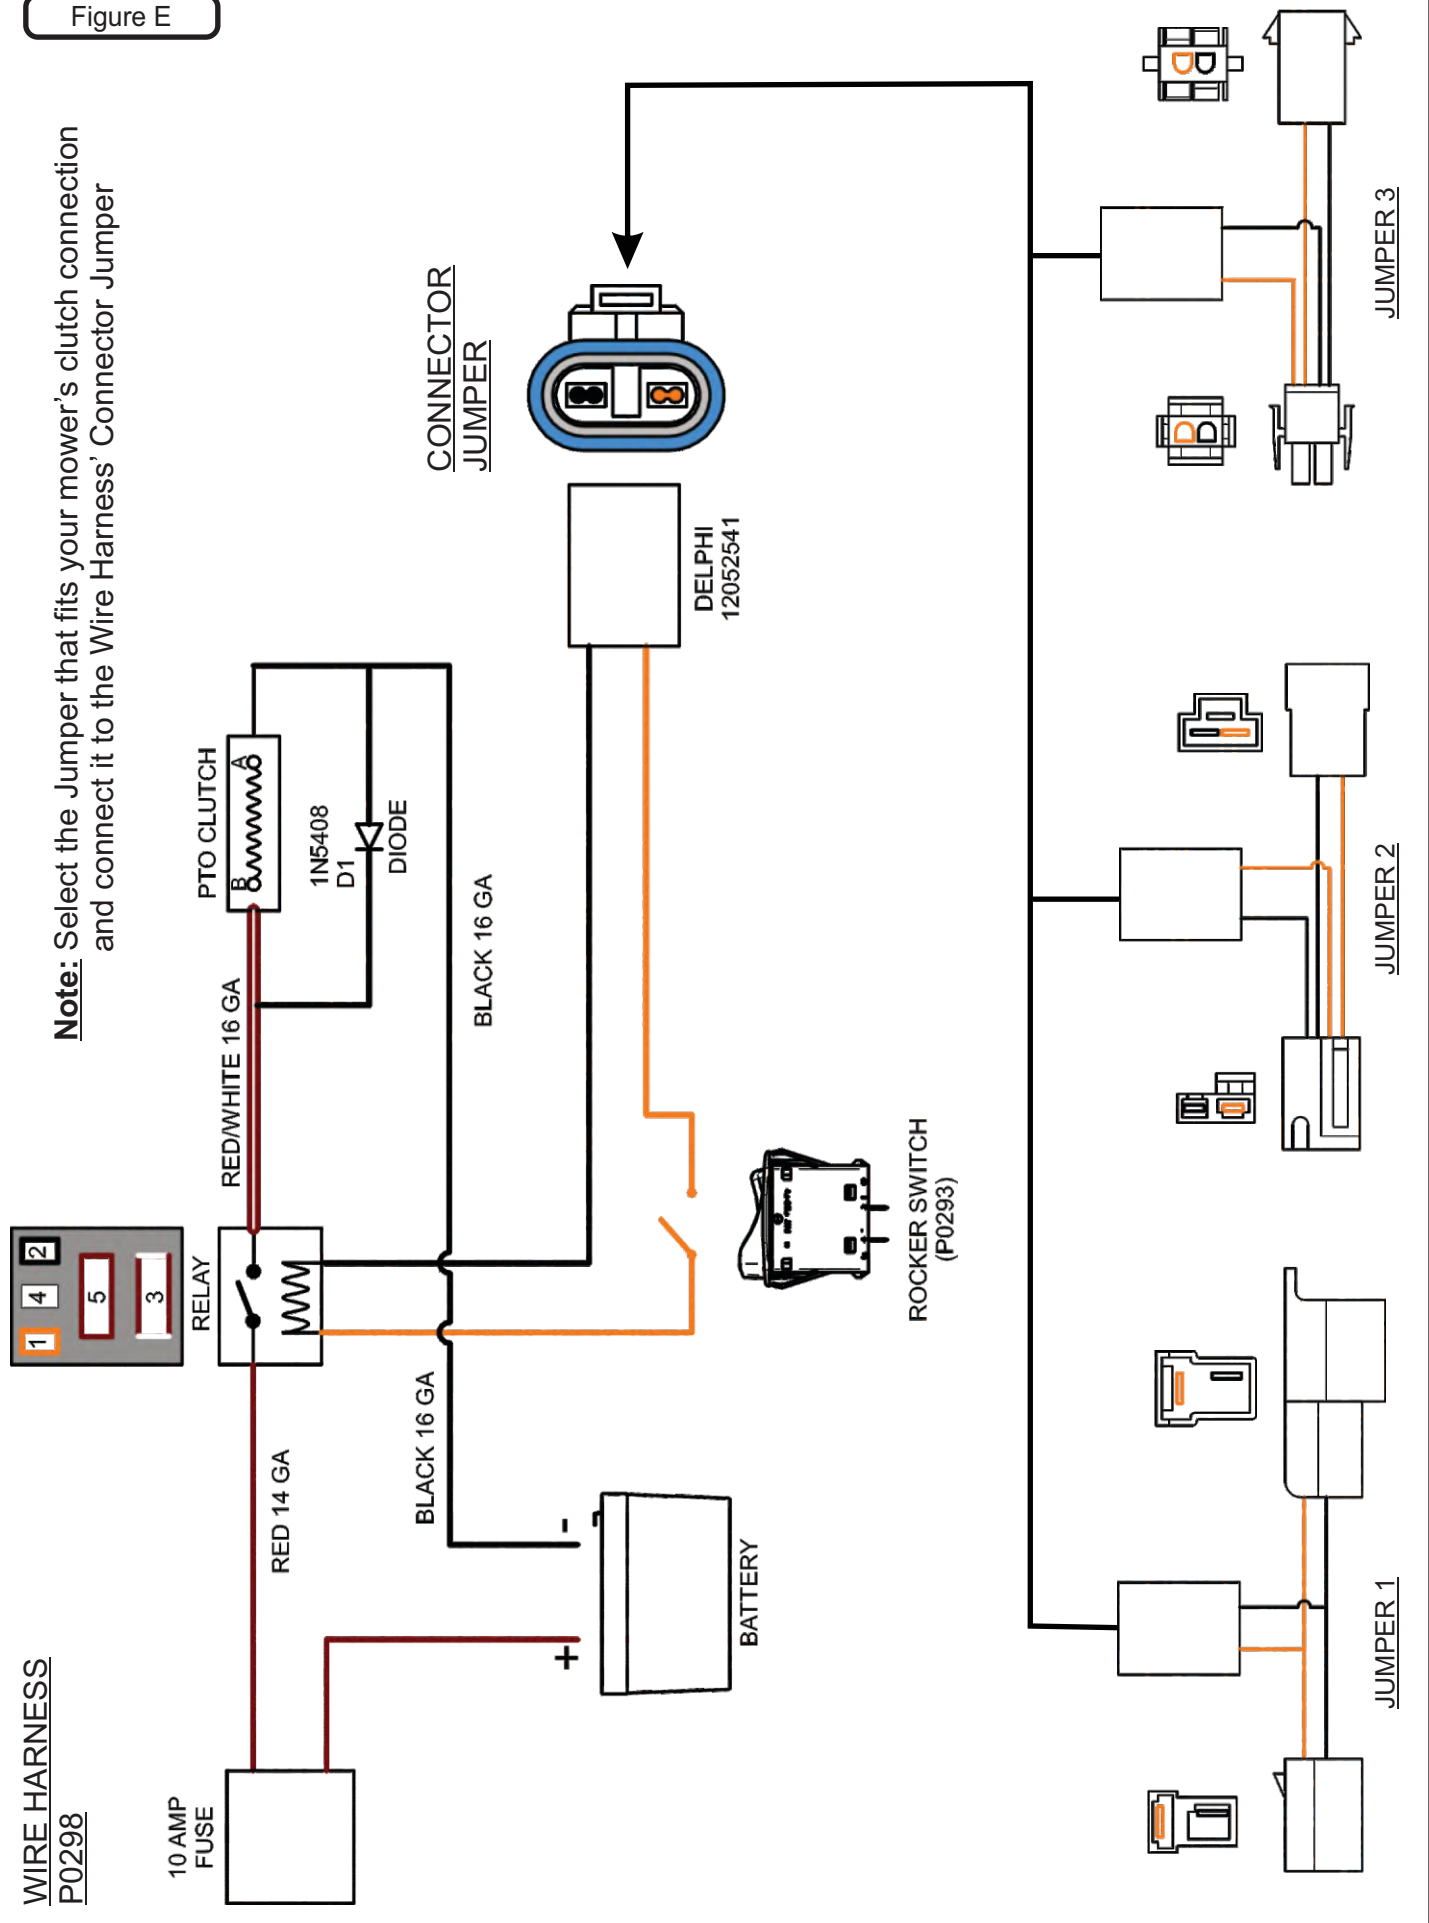 Figure E
WIRE HARNESS
P0298
Note: Select the Jumper that fits your mower’s clutch connection
and connect it to the Wire Harness’ Connector Jumper
10 AMP
FUSE
RED 14 GA
+
-
BATTERY
BLACK 16 GA
1
4
2
5
3
RELAY
RED/WHITE 16 GA
PTO CLUTCH
B
A
1N5408
D1
DIODE
BLACK 16 GA
ROCKER SWITCH
(P0293)
DELPHI
12052541
CONNECTOR
JUMPER
JUMPER 1
JUMPER 2
JUMPER 3